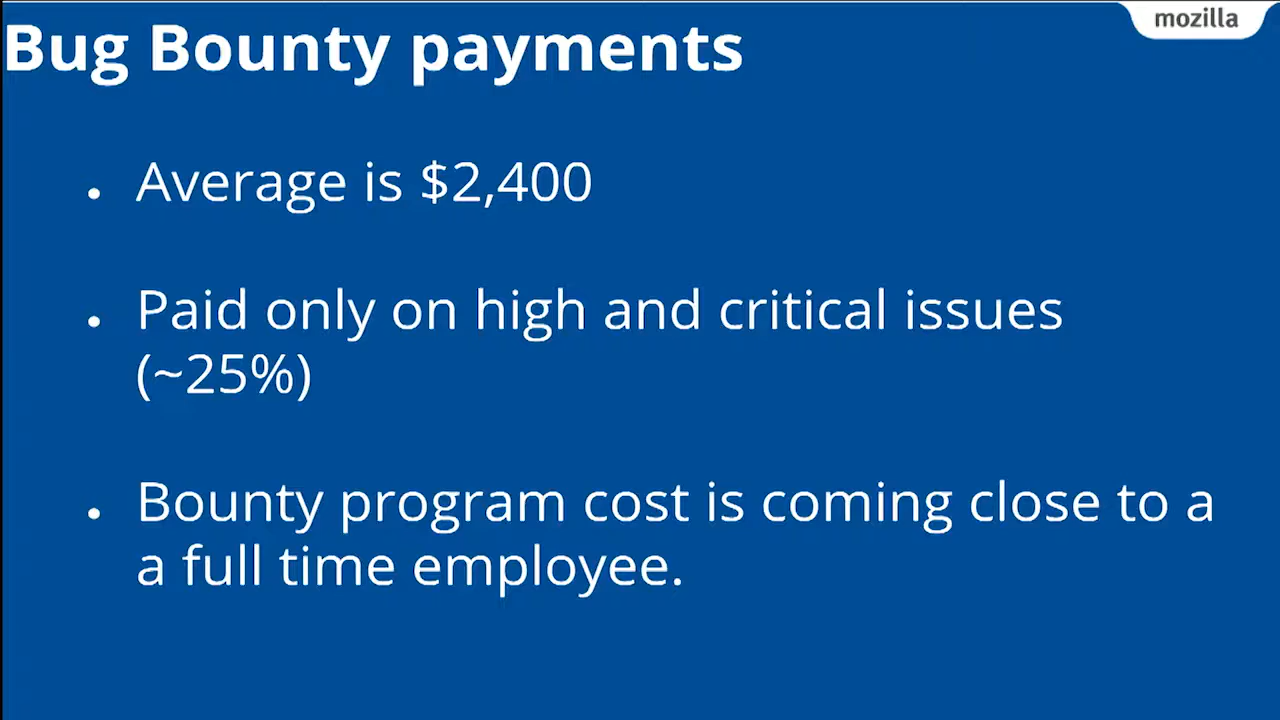 mozilla
Bug Bounty payments
• Average is $2,400
• Paid only on high and critical issues
(~25%)
• Bounty program cost is coming close to a
a full time employee.